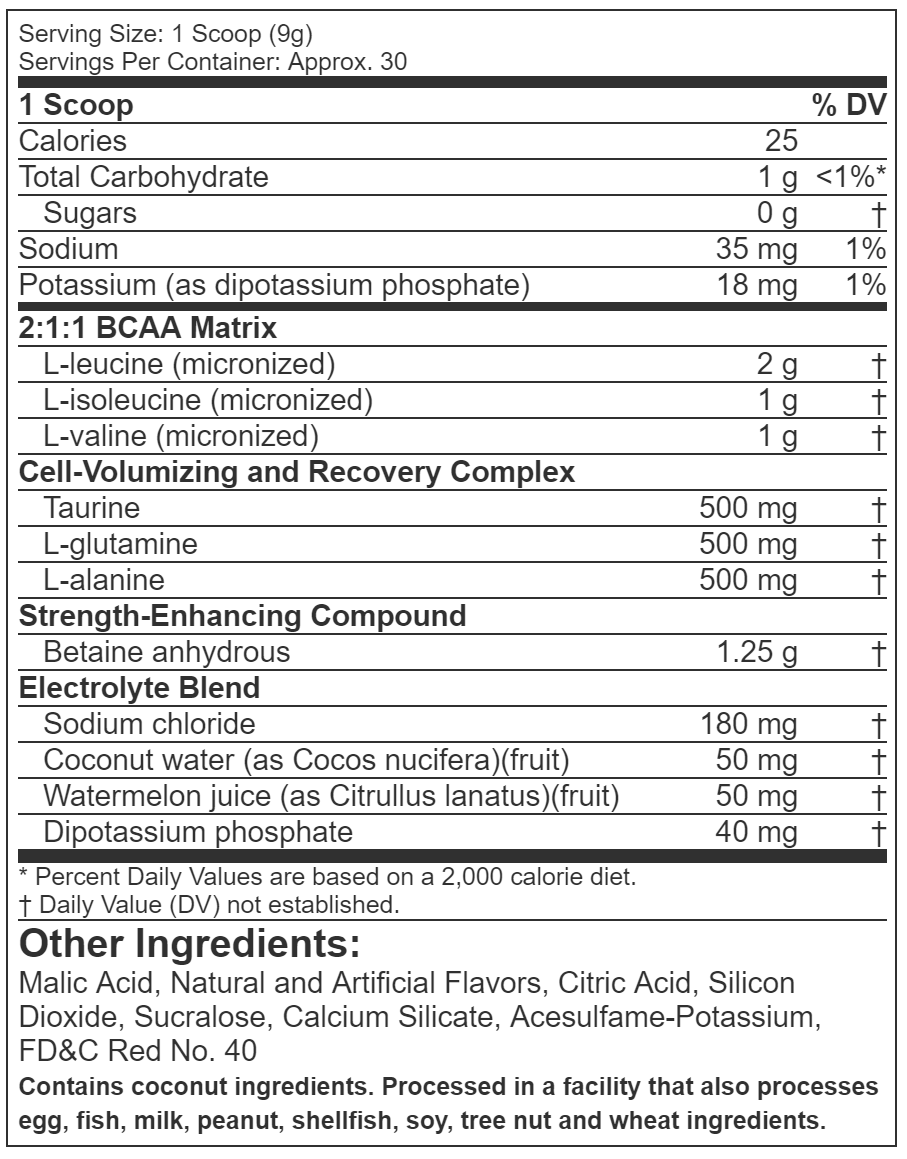 Serving Size: 1 Scoop (9g)
Servings Per Container: Approx. 30
1 Scoop % DV
Calories 25
Total Carbohydrate 1 g <1%*
Sugars 0 g †
Sodium 35 mg 1%
Potassium (as dipotassium phosphate) 18 mg 1%
2:1:1 BCAA Matrix
L-leucine (micronized) 2 g †
L-isoleucine (micronized) 1 g †
L-valine (micronized) 1 g †
Cell-Volumizing and Recovery Complex
Taurine 500 mg †
L-glutamine 500 mg †
L-alanine 500 mg †
Strength-Enhancing Compound
Betaine anhydrous 1.25 g †
Electrolyte Blend
Sodium chloride 180 mg †
Coconut water (as Cocos nucifera)(fruit) 50 mg †
Watermelon juice (as Citrullus lanatus)(fruit) 50 mg †
Dipotassium phosphate 40 mg †
* Percent Daily Values are based on a 2,000 calorie diet.
† Daily Value (DV) not established.
Other Ingredients:
Malic Acid, Natural and Artificial Flavors, Citric Acid, Silicon
Dioxide, Sucralose, Calcium Silicate, Acesulfame-Potassium,
FD&C Red No. 40
Contains coconut ingredients. Processed in a facility that also processes
egg, fish, milk, peanut, shellfish, soy, tree nut and wheat ingredients.